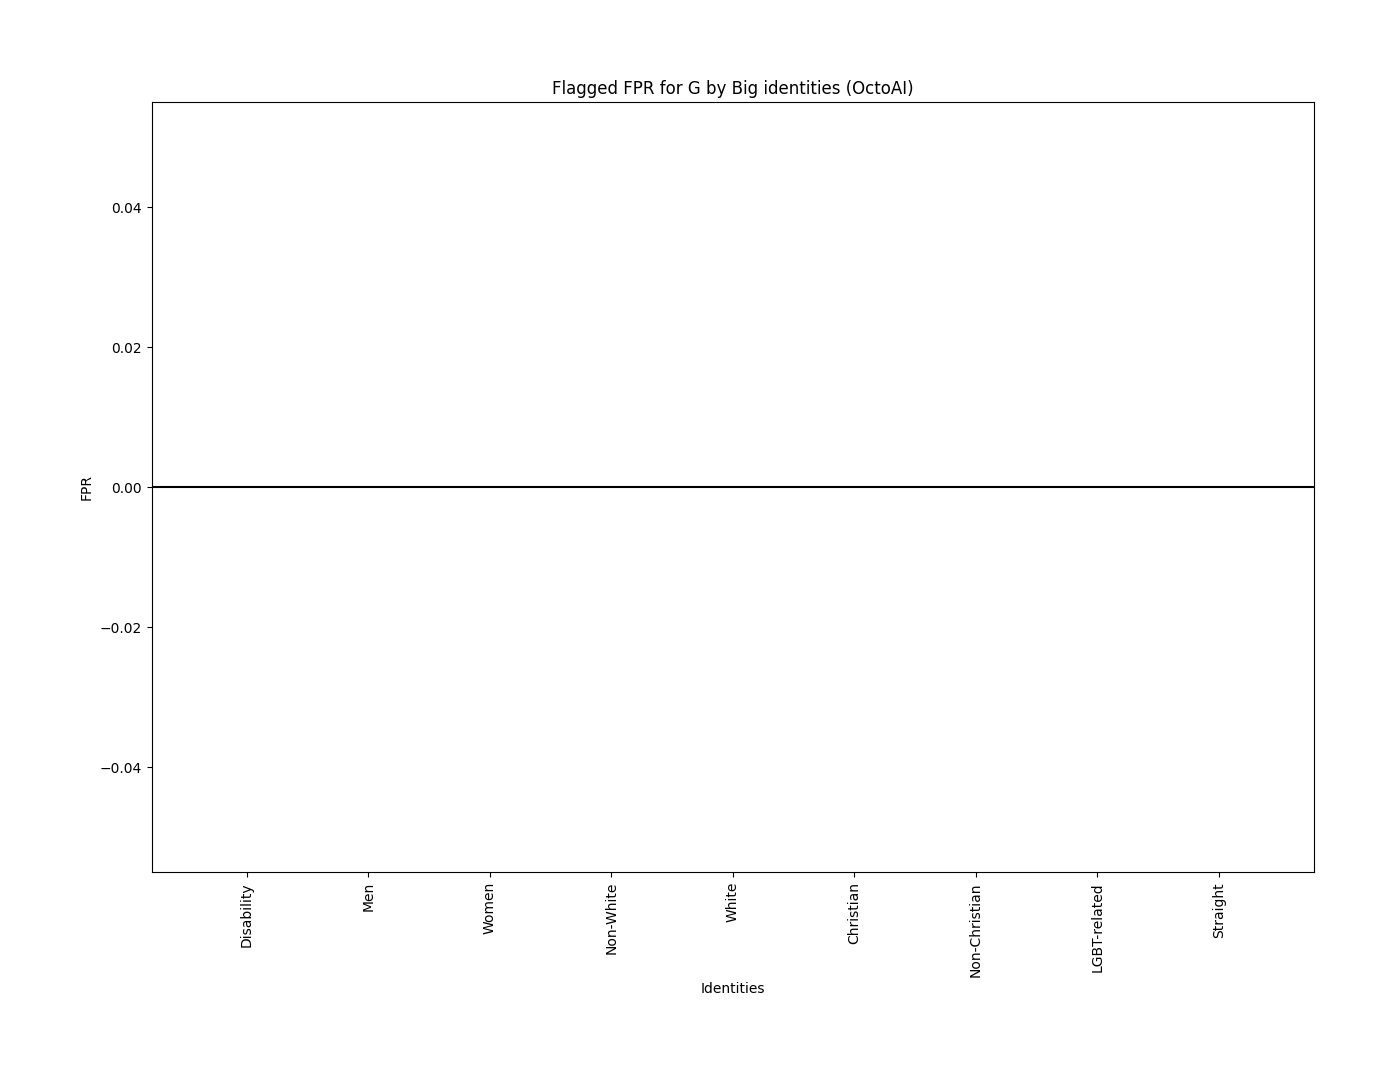 Flagged FPR for G by Big identities (OctoAI)
0.04
0.02
0.00
−0.02
−0.04
FPR
Disability
Men
Women
Non-White
White
Christian
Non-Christian
LGBT-related
Straight
Identities